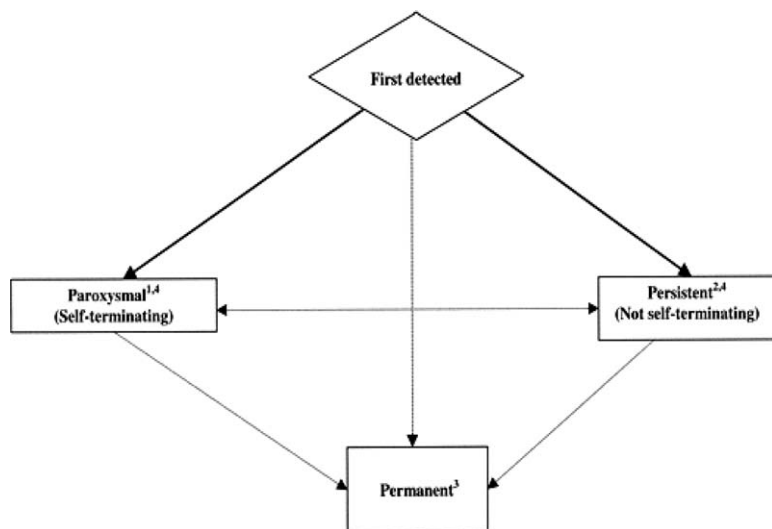 First detected
Paroxysmal¹,⁴
(Self-terminating)
Persistent²,⁴
(Not self-terminating)
Permanent³